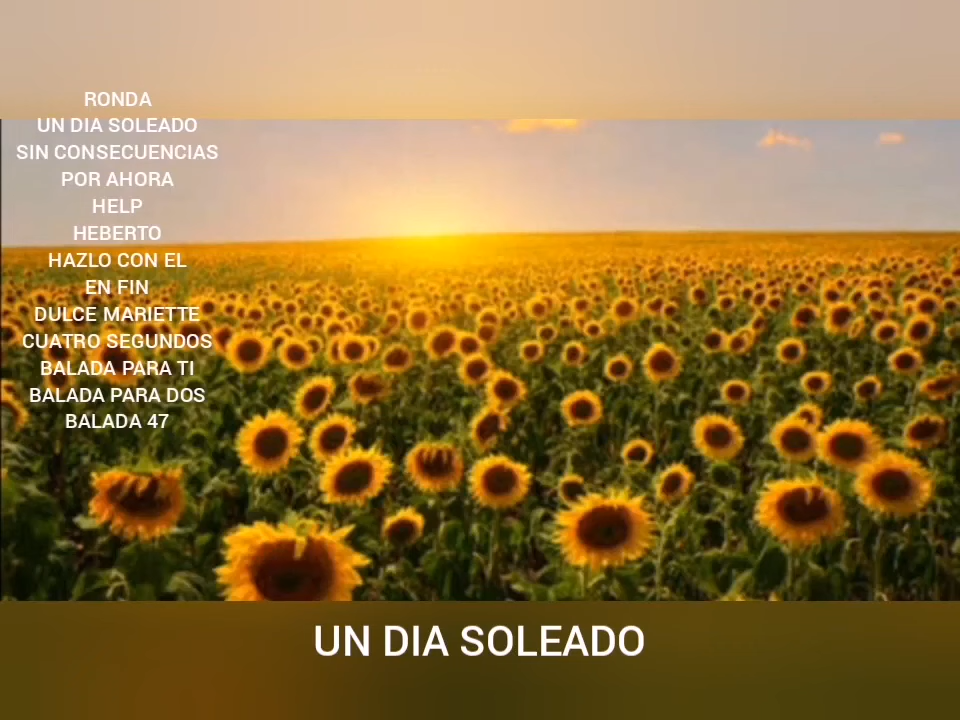 RONDA
UN DIA SOLEADO
SIN CONSECUENCIAS
POR AHORA
HELP
HEBERTO
HAZLO CON EL
EN FIN
DULCE MARIETTE
CUATRO SEGUNDOS
BALADA PARA TI
BALADA PARA DOS
BALADA 47
UN DIA SOLEADO